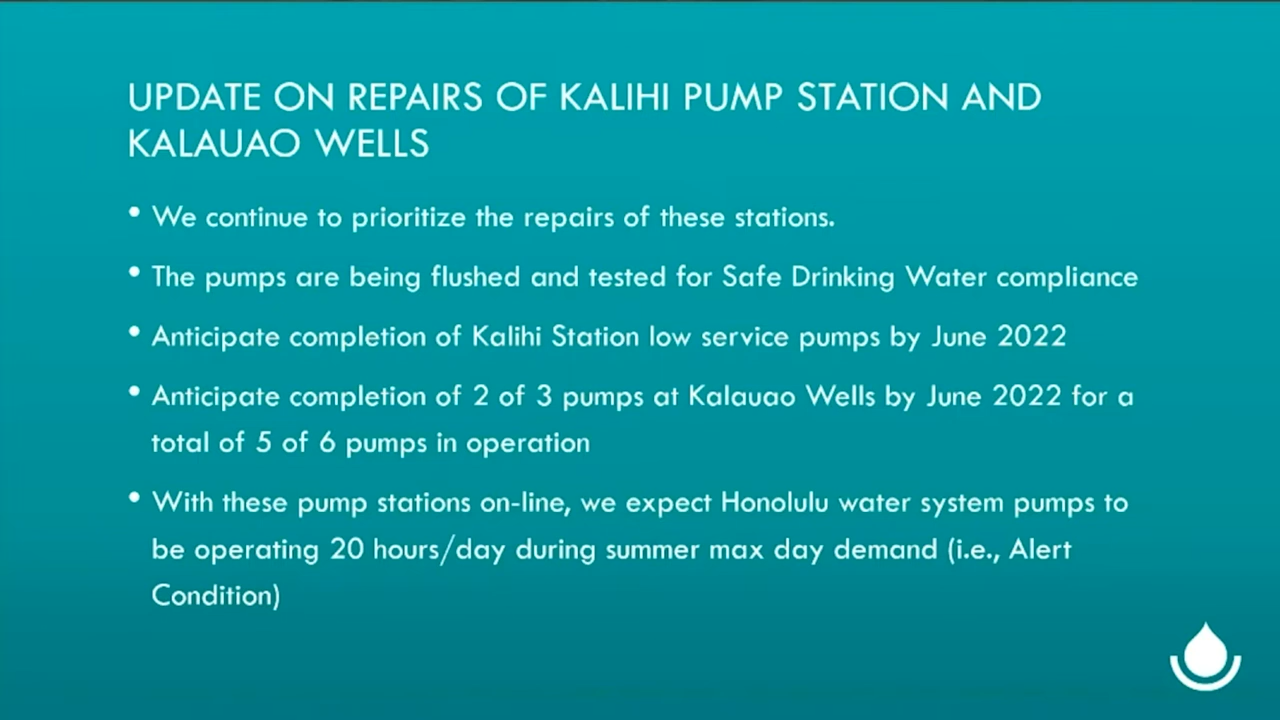 UPDATE ON REPAIRS OF KALIHI PUMP STATION AND
KALAUAO WELLS
• We continue to prioritize the repairs of these stations.
• The pumps are being flushed and tested for Safe Drinking Water compliance
• Anticipate completion of Kalihi Station low service pumps by June 2022
• Anticipate completion of 2 of 3 pumps at Kalauao Wells by June 2022 for a
total of 5 of 6 pumps in operation
• With these pump stations on-line, we expect Honolulu water system pumps to
be operating 20 hours/day during summer max day demand (i.e., Alert
Condition)